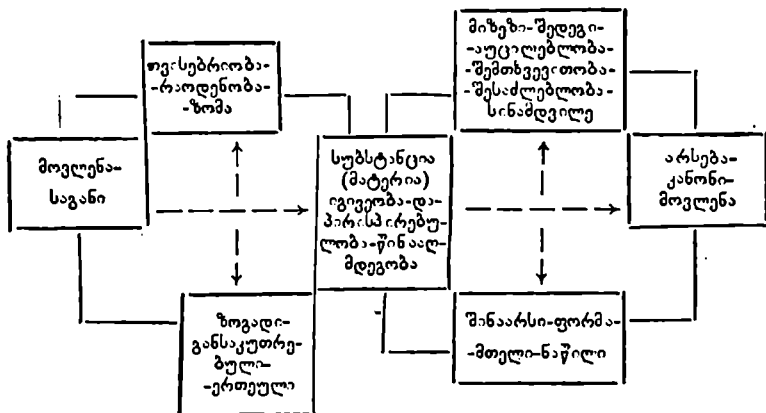 მოვლენა-
საგანი
თვისებრიობა-
-რაოდენობა-
-ზომა
ზოგადი-
განსაკუთრე-
ბული-
-ერთეული
სუბსტანცია
(მატერია)
იგივეობა-და-
პირისპირებუ-
ლობა-წინააღ-
მდეგობა
მიზეზი-შედეგი-
-აუცილებლობა-
-შემთხვევითობა-
-შესაძლებლობა-
სინამდვილე
შინაარსი-ფორმა-
-მთელი-ნაწილი
არსება-
კანონი-
მოვლენა